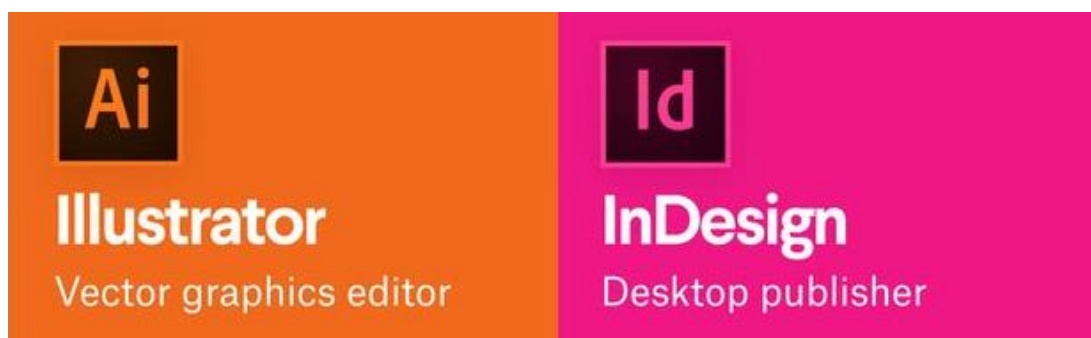 Ai
Illustrator
Vector graphics editor
Id
InDesign
Desktop publisher